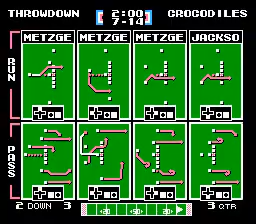 THROWDOWN 2:00 CROCODILES
7-14
METZGE METZGE METZGE JACKSO
RUN
PASS
2 DOWN 3 3 QTR
<20 <50> 20>